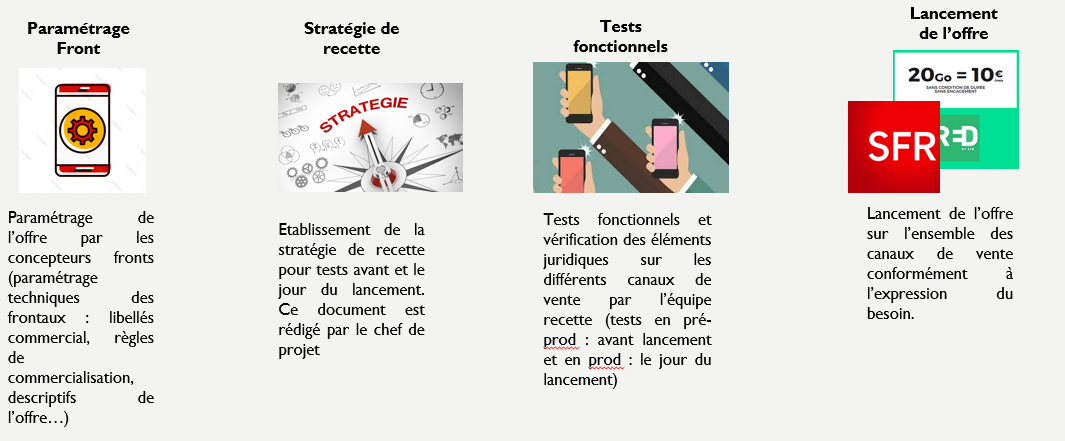 Paramétrage
Front
Paramétrage de
l'offre par les
concepteurs fronts
(paramétrage
techniques des
frontaux : libellés
commercial, règles
de
commercialisation,
descriptifs de
l'offre…)
Stratégie de
recette
STRATEGIE
Etablissement de la
stratégie de recette
pour tests avant et le
jour du lancement.
Ce document est
rédigé par le chef de
projet
Tests
fonctionnels
Tests fonctionnels et
vérification des éléments
juridiques sur les
différents canaux de
vente par l'équipe
recette (tests en pré-
prod : avant lancement
et en prod : le jour du
lancement)
Lancement
de l'offre
20Go = 10€
SANS CONDITION DE DURÉE
SANS ENGAGEMENT
SFR
RED
BY SFR
Lancement de l'offre
sur l'ensemble des
canaux de vente
conformément à
l'expression du
besoin.